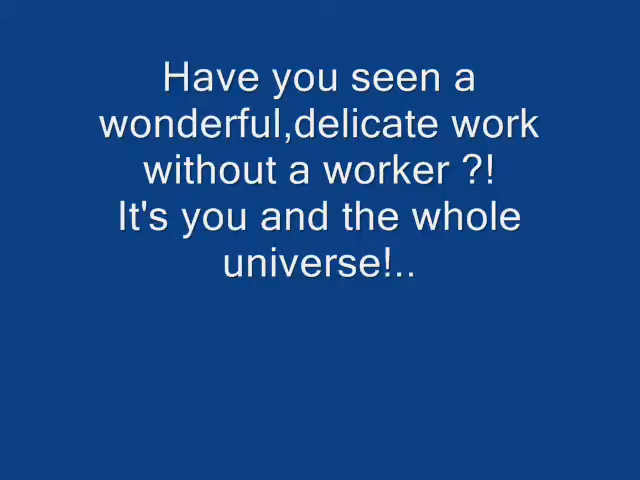 Have you seen a
wonderful,delicate work
without a worker ?!
It's you and the whole
universe!..